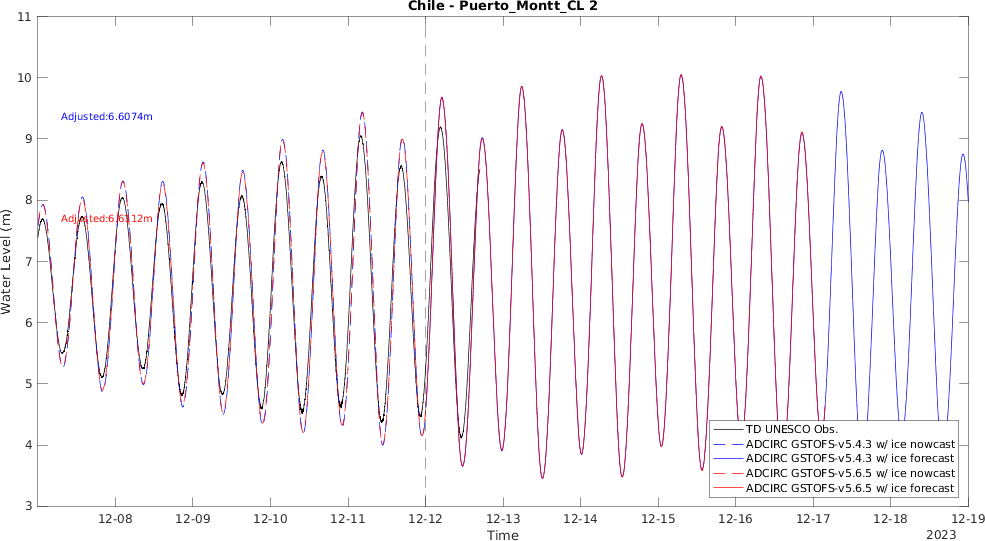 Chile - Puerto_Montt_CL 2
11
10
9
8
7
6
5
4
3
Water Level (m)
Adjusted:6.6074m
Adjusted:6.6112m
TD UNESCO Obs.
ADCIRC GSTOFS-v5.4.3 w/ ice nowcast
ADCIRC GSTOFS-v5.4.3 w/ ice forecast
ADCIRC GSTOFS-v5.6.5 w/ ice nowcast
ADCIRC GSTOFS-v5.6.5 w/ ice forecast
12-08 12-09 12-10 12-11 12-12 12-13 12-14 12-15 12-16 12-17 12-18 12-19
Time
2023